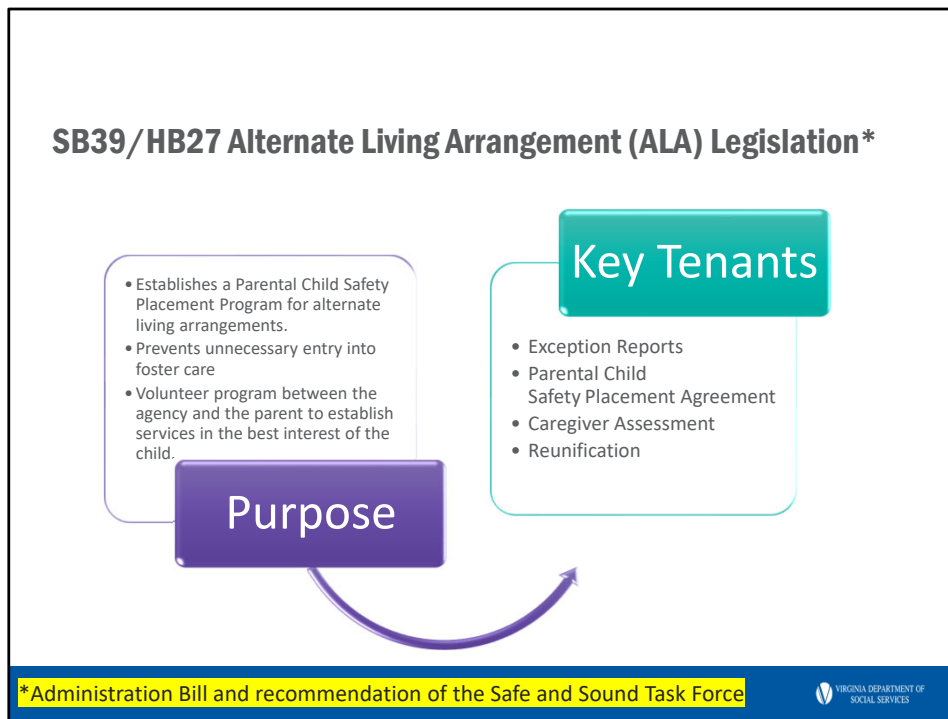 SB39/HB27 Alternate Living Arrangement (ALA) Legislation*
• Establishes a Parental Child Safety
Placement Program for alternate
living arrangements.
• Prevents unnecessary entry into
foster care
• Volunteer program between the
agency and the parent to establish
services in the best interest of the
child.
Purpose
Key Tenants
• Exception Reports
• Parental Child
Safety Placement Agreement
• Caregiver Assessment
• Reunification
*Administration Bill and recommendation of the Safe and Sound Task Force
VIRGINIA DEPARTMENT OF
SOCIAL SERVICES